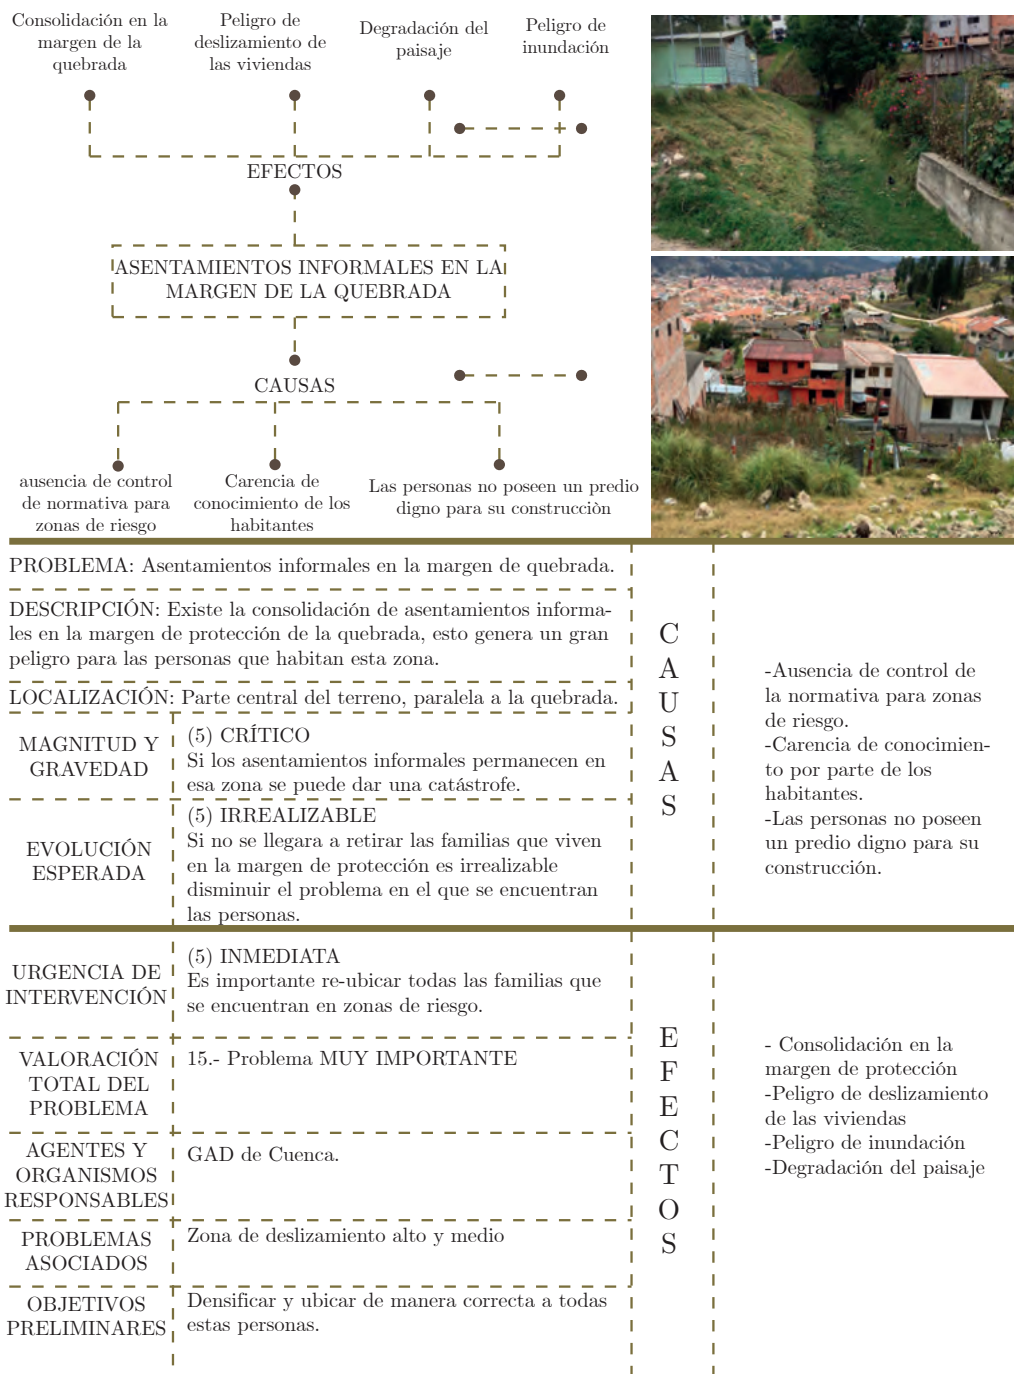 Consolidación en la
margen de la
quebrada
Peligro de
deslizamiento de
las viviendas
Degradación del
paisaje
Peligro de
inundación
EFECTOS
ASENTAMIENTOS INFORMALES EN LA
MARGEN DE LA QUEBRADA
CAUSAS
ausencia de control
de normativa para
zonas de riesgo
Carencia de
conocimiento de los
habitantes
Las personas no poseen un predio
digno para su construcciòn
PROBLEMA: Asentamientos informales en la margen de quebrada.
DESCRIPCIÓN: Existe la consolidación de asentamientos informa-
les en la margen de protección de la quebrada, esto genera un gran
peligro para las personas que habitan esta zona.
LOCALIZACIÓN: Parte central del terreno, paralela a la quebrada.
MAGNITUD Y
GRAVEDAD
(5) CRÍTICO
Si los asentamientos informales permanecen en
esa zona se puede dar una catástrofe.
EVOLUCIÓN
ESPERADA
(5) IRREALIZABLE
Si no se llegara a retirar las familias que viven
en la margen de protección es irrealizable
disminuir el problema en el que se encuentran
las personas.
C
A
U
S
A
S
-Ausencia de control de
la normativa para zonas
de riesgo.
-Carencia de conocimien-
to por parte de los
habitantes.
-Las personas no poseen
un predio digno para su
construcción.
URGENCIA DE
INTERVENCIÓN
(5) INMEDIATA
Es importante re-ubicar todas las familias que
se encuentran en zonas de riesgo.
VALORACIÓN
TOTAL DEL
PROBLEMA
15.- Problema MUY IMPORTANTE
AGENTES Y
ORGANISMOS
RESPONSABLES
GAD de Cuenca.
PROBLEMAS
ASOCIADOS
Zona de deslizamiento alto y medio
OBJETIVOS
PRELIMINARES
Densificar y ubicar de manera correcta a todas
estas personas.
E
F
E
C
T
O
S
- Consolidación en la
margen de protección
-Peligro de deslizamiento
de las viviendas
-Peligro de inundación
-Degradación del paisaje